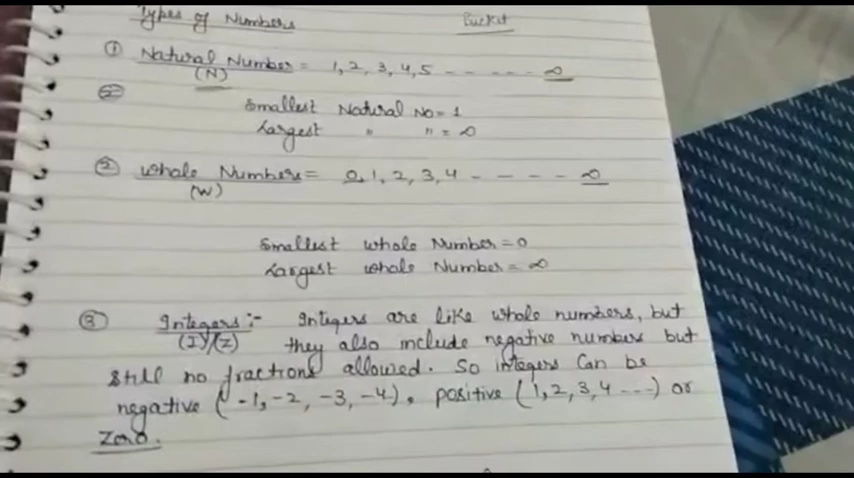 Types of Numbers
① Natural Number = 1, 2, 3, 4, 5 - - - - - - ∞
(N)
②
Smallest Natural No = 1
Largest " " = ∞
② Whole Numbers = 0, 1, 2, 3, 4 - - - - - ∞
(W)
Smallest whole Number = 0
Largest whole Number = ∞
③ Integers :- Integers are like whole numbers, but
(I)/(Z) they also include negative numbers but
still no fractions allowed. So integers can be
negative (-1, -2, -3, -4), positive (1, 2, 3, 4 ---) or
zero.